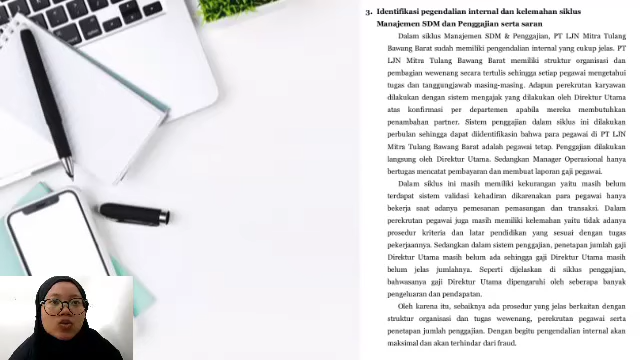 3. Identifikasi pegendalian internal dan kelemahan siklus
Manajemen SDM dan Penggajian serta saran
Dalam siklus Manajemen SDM & Penggajian, PT LJN Mitra Tulang
Bawang Barat sudah memiliki pengendalian internal yang cukup jelas. PT
LJN Mitra Tulang Bawang Barat memiliki struktur organisasi dan
pembagian wewenang secara tertulis sehingga setiap pegawai mengetahui
tugas dan tanggungjawab masing-masing. Adapun perekrutan karyawan
dilakukan dengan sistem mengajak yang dilakukan oleh Direktur Utama
atas konfirmasi per departemen apabila mereka membutuhkan
penambahan partner. Sistem penggajian dalam siklus ini dilakukan
perbulan sehingga dapat diidentifikasin bahwa para pegawai di PT LJN
Mitra Tulang Bawang Barat adalah pegawai tetap. Penggajian dilakukan
langsung oleh Direktur Utama. Sedangkan Manager Operasional hanya
bertugas mencatat pembayaran dan membuat laporan gaji pegawai.
Dalam siklus ini masih memiliki kekurangan yaitu masih belum
terdapat sistem validasi kehadiran dikarenakan para pegawai hanya
bekerja saat adanya pemesanan pemasangan dan transaksi. Dalam
perekrutan pegawai juga masih memiliki kelemahan yaitu tidak adanya
prosedur kriteria dan latar pendidikan yang sesuai dengan tugas
pekerjaannya. Sedangkan dalam sistem penggajian, penetapan jumlah gaji
Direktur Utama masih belum ada sehingga gaji Direktur Utama masih
belum jelas jumlahnya. Seperti dijelaskan di siklus penggajian,
bahwasanya gaji Direktur Utama dipengaruhi oleh seberapa banyak
pengeluaran dan pendapatan.
Oleh karena itu, sebaiknya ada prosedur yang jelas berkaitan dengan
struktur organisasi dan tugas wewenang, perekrutan pegawai serta
penetapan jumlah penggajian. Dengan begitu pengendalian internal akan
maksimal dan akan terhindar dari fraud.